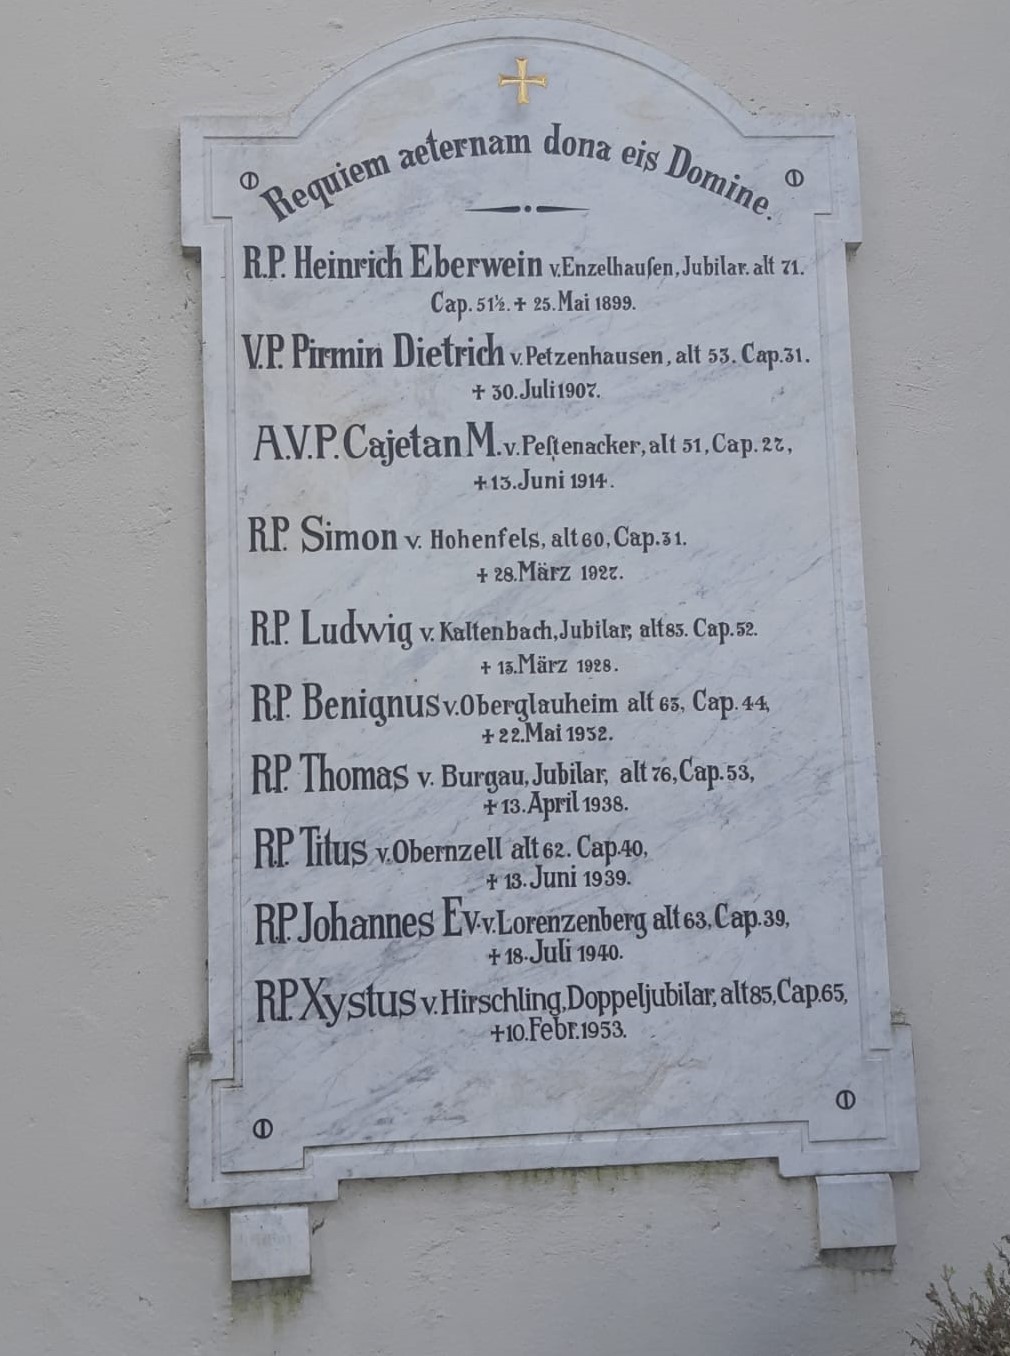 Requiem aeternam dona eis Domine.
R.P. Heinrich Eberwein v. Enzelhauſen, Jubilar. alt 71.
Cap. 51½. ✝ 25. Mai 1899.
V.P. Pirmin Dietrich v. Petzenhausen, alt 53. Cap. 31.
✝ 30. Juli 1907.
A.V.P. Cajetan M. v. Peſtenacker, alt 51, Cap. 27,
✝ 13. Juni 1914.
R.P. Simon v. Hohenfels, alt 60, Cap. 31.
✝ 28. März 1927.
R.P. Ludwig v. Kaltenbach, Jubilar, alt 85. Cap. 52.
✝ März 1928.
R.P. Benignus v. Oberglauheim alt Cap. 44,
✝ 22. Mai 1932.
R.P. Thomas v. Burgau, Jubilar, alt 76, Cap. 53,
✝ 13. April 1938.
R.P. Titus v. Obernzell alt 62. Cap. 40,
✝ 13. Juni 1939.
R.P. Johannes Ev. v. Lorenzenberg alt 63, Cap. 39,
✝ 18. Juli 1940.
R.P. Xystus v. Hirschling, Doppeljubilar, alt 85, Cap. 65,
✝ 10. Febr. 1953.